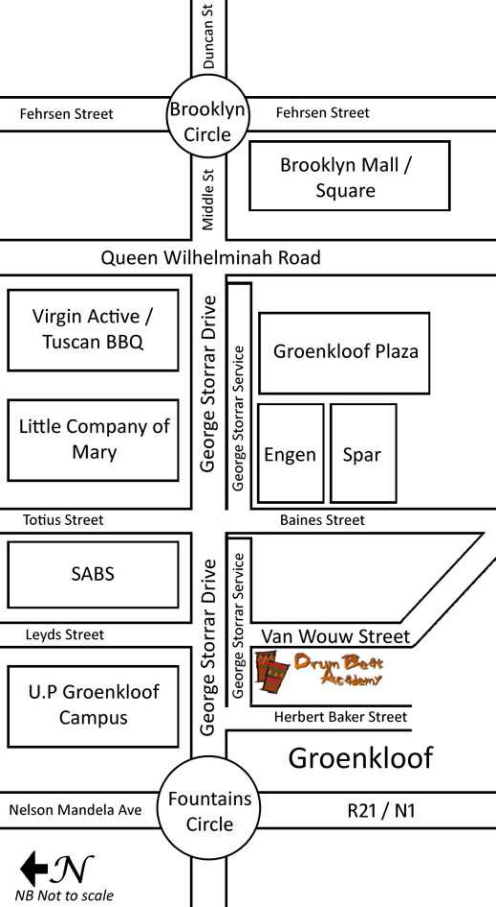 Duncan St
Fehrsen Street
Brooklyn
Circle
Fehrsen Street
Middle St
Brooklyn Mall /
Square
Queen Wilhelminah Road
Virgin Active /
Tuscan BBQ
George Storrar Drive
George Storrar Service
Groenkloof Plaza
Little Company of
Mary
Engen
Spar
Totius Street
Baines Street
SABS
George Storrar Drive
George Storrar Service
Leyds Street
Van Wouw Street
Drum Beat
Academy
U.P Groenkloof
Campus
Herbert Baker Street
Groenkloof
Nelson Mandela Ave
Fountains
Circle
R21 / N1
N
NB Not to scale